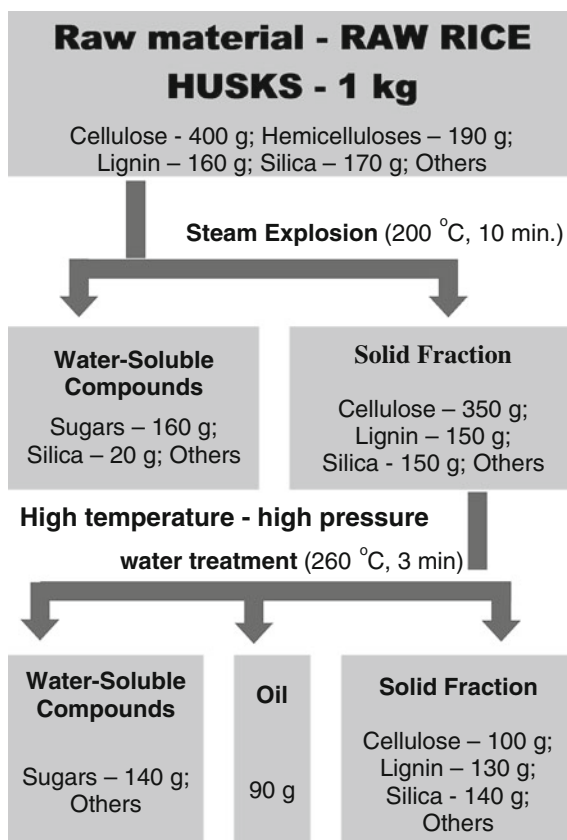 Raw material - RAW RICE
HUSKS - 1 kg
Cellulose - 400 g; Hemicelluloses – 190 g;
Lignin – 160 g; Silica – 170 g; Others
Steam Explosion (200 °C, 10 min.)
Water-Soluble
Compounds
Sugars – 160 g;
Silica – 20 g; Others
Solid Fraction
Cellulose – 350 g;
Lignin – 150 g;
Silica - 150 g; Others
High temperature - high pressure
water treatment (260 °C, 3 min)
Water-Soluble
Compounds
Sugars – 140 g;
Others
Oil
90 g
Solid Fraction
Cellulose – 100 g;
Lignin – 130 g;
Silica - 140 g;
Others